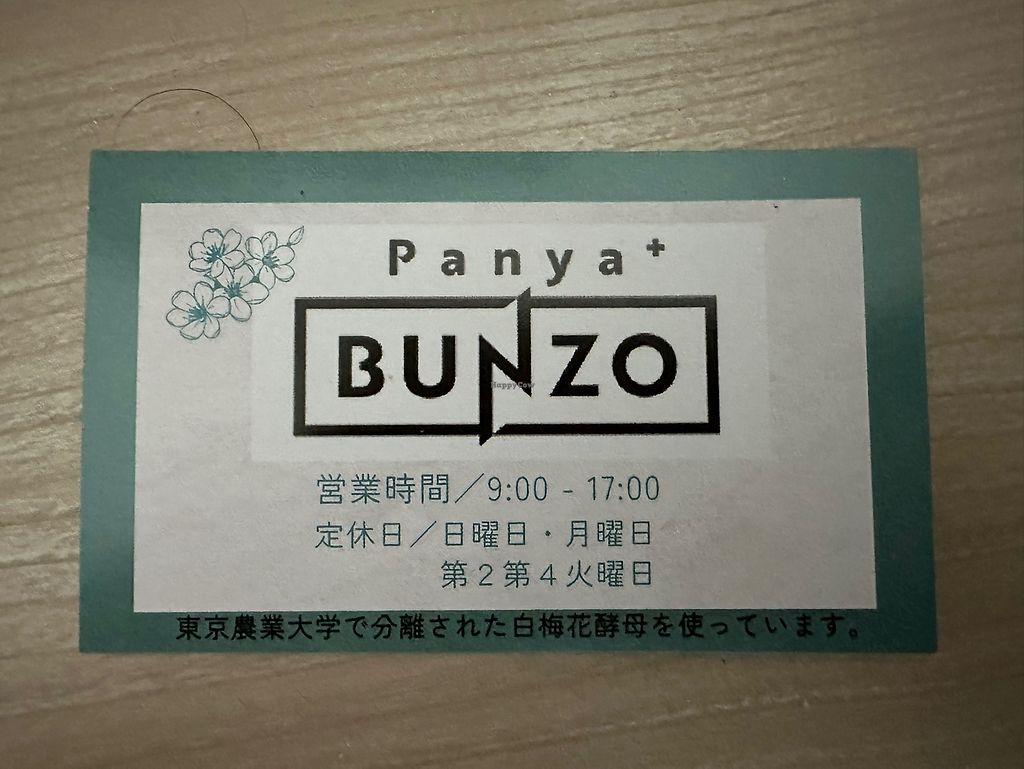 Panya+
BUNZO
HappyCow
営業時間／9:00 - 17:00
定休日／日曜日・月曜日
第２第４火曜日
東京農業大学で分離された白梅花酵母を使っています。